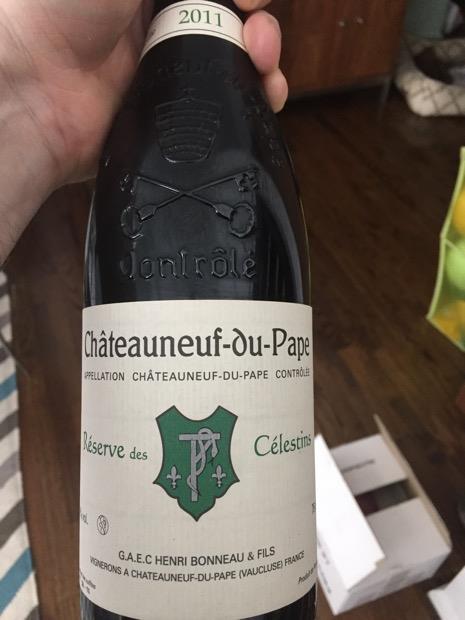 2011
Contrôlé
Châteauneuf-du-Pape
APPELLATION CHÂTEAUNEUF-DU-PAPE CONTRÔLÉE
Réserve des Célestins
G.A.E.C HENRI BONNEAU & FILS
VIGNERONS A CHATEAUNEUF-DU-PAPE (VAUCLUSE) FRANCE